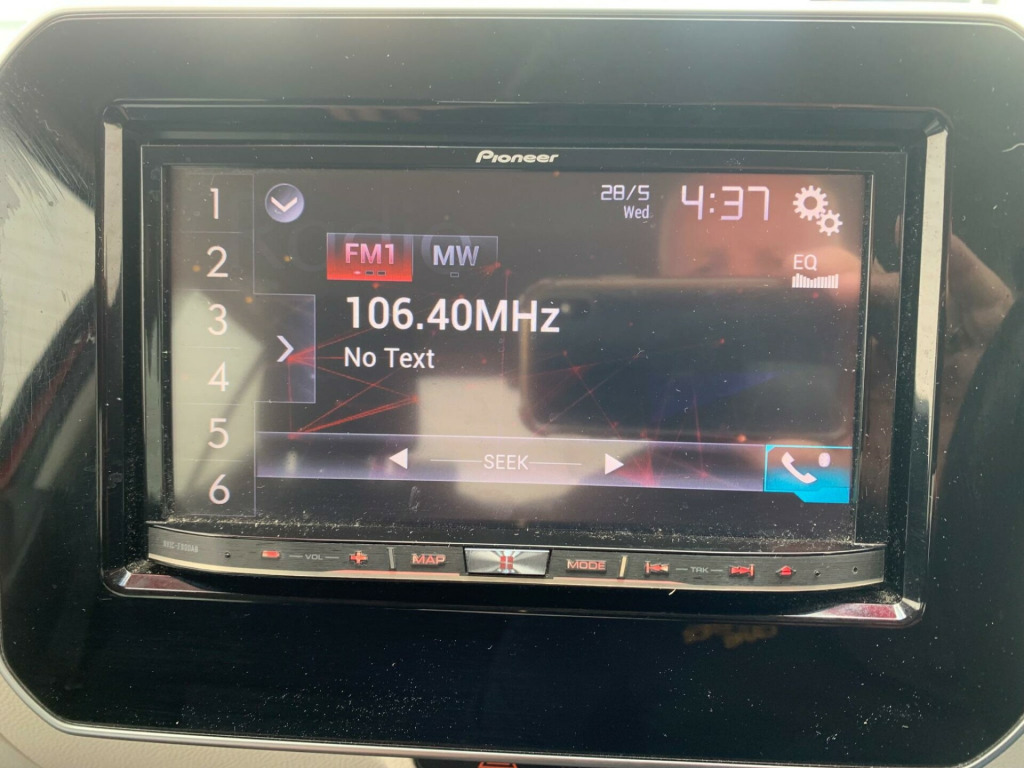 Pioneer
1
2
3
4
5
6
28/5
Wed
4:37
FM1
MW
EQ
106.40MHz
No Text
SEEK
VOL
MAP
MODE
TRK